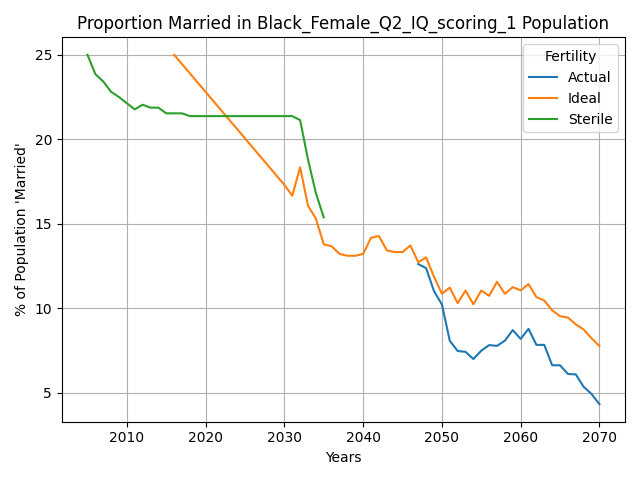 Proportion Married in Black_Female_Q2_IQ_scoring_1 Population
Fertility
Actual
Ideal
Sterile
% of Population 'Married'
25
20
15
10
5
2010 2020 2030 2040 2050 2060 2070
Years